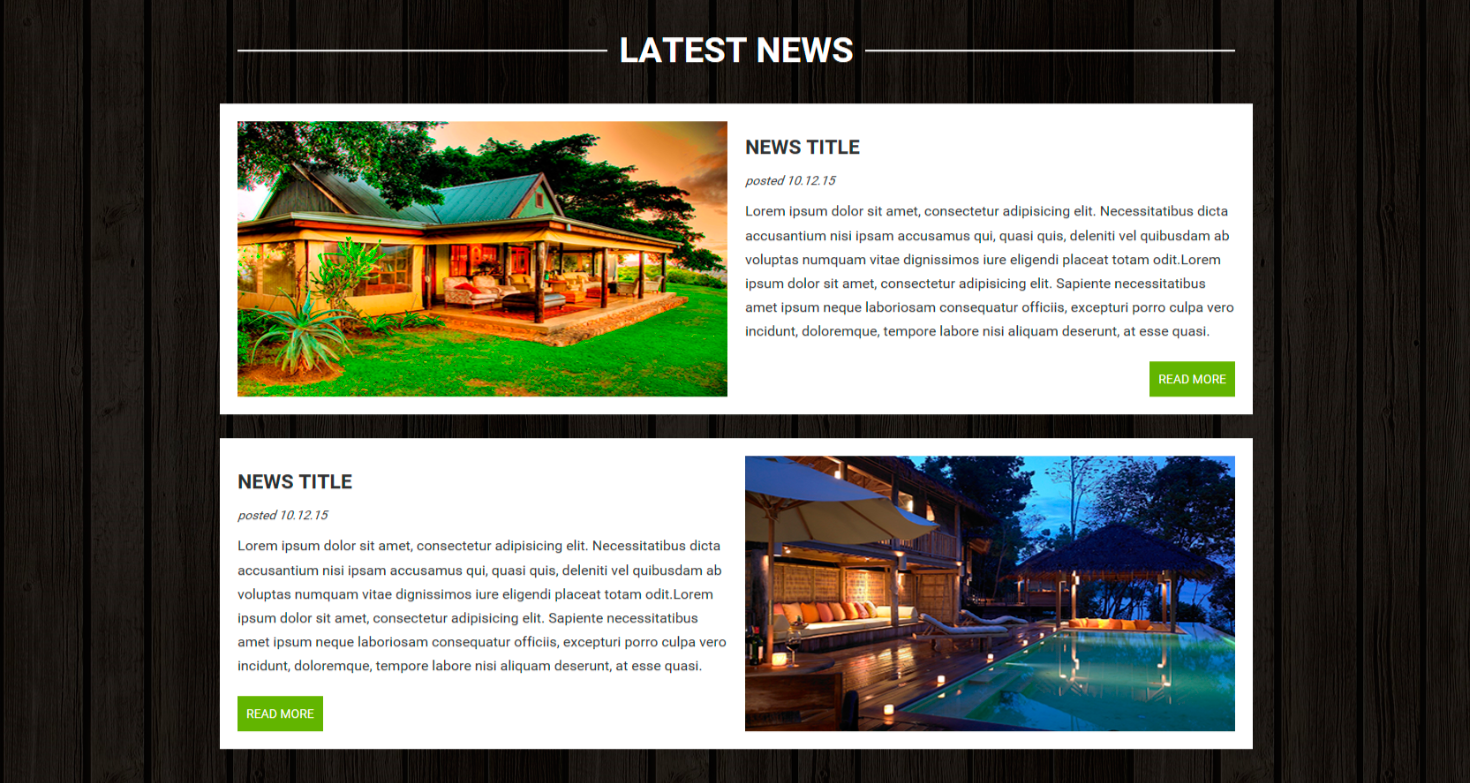 LATEST NEWS
NEWS TITLE
posted 10.12.15
Lorem ipsum dolor sit amet, consectetur adipisicing elit. Necessitatibus dicta
accusantium nisi ipsam accusamus qui, quasi quis, deleniti vel quibusdam ab
voluptas numquam vitae dignissimos iure eligendi placeat totam odit.Lorem
ipsum dolor sit amet, consectetur adipisicing elit. Sapiente necessitatibus
amet ipsum neque laboriosam consequatur officiis, excepturi porro culpa vero
incidunt, doloremque, tempore labore nisi aliquam deserunt, at esse quasi.
READ MORE
NEWS TITLE
posted 10.12.15
Lorem ipsum dolor sit amet, consectetur adipisicing elit. Necessitatibus dicta
accusantium nisi ipsam accusamus qui, quasi quis, deleniti vel quibusdam ab
voluptas numquam vitae dignissimos iure eligendi placeat totam odit.Lorem
ipsum dolor sit amet, consectetur adipisicing elit. Sapiente necessitatibus
amet ipsum neque laboriosam consequatur officiis, excepturi porro culpa vero
incidunt, doloremque, tempore labore nisi aliquam deserunt, at esse quasi.
READ MORE